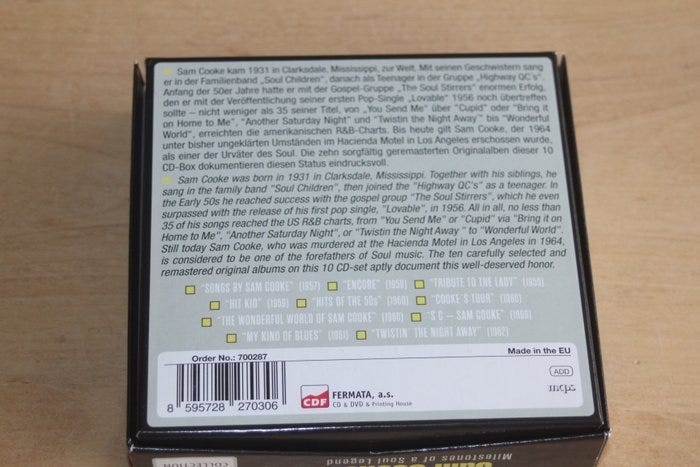 Sam Cooke kam 1931 in Clarksdale, Mississippi, zur Welt. Mit seinen Geschwistern sang
er in der Familienband „Soul Children", danach als Teenager in der Gruppe „Highway QC's".
Anfang der 50er Jahre hatte er mit der Gospel-Gruppe „The Soul Stirrers" enormen Erfolg,
den er mit der Veröffentlichung seiner ersten Pop-Single „Lovable" 1956 noch übertreffen
sollte – nicht weniger als 35 seiner Titel, von „You Send Me" über "Cupid" oder "Bring it
on Home to Me", "Another Saturday Night" und "Twistin the Night Away" bis "Wonderful
World", erreichten die amerikanischen R&B-Charts. Bis heute gilt Sam Cooke, der 1964
unter bisher ungeklärten Umständen im Hacienda Motel in Los Angeles erschossen wurde,
als einer der Urväter des Soul. Die zehn sorgfältig geremasterten Originalalben dieser 10
CD-Box dokumentieren diesen Status eindrucksvoll.
Sam Cooke was born in 1931 in Clarksdale, Mississippi. Together with his siblings, he
sang in the family band "Soul Children", then joined the "Highway QC's" as a teenager. In
the Early 50s he reached success with the gospel group "The Soul Stirrers", which he even
surpassed with the release of his first pop single, "Lovable", in 1956. All in all, no less than
35 of his songs reached the US R&B charts, from "You Send Me" or "Cupid" via "Bring it on
Home to Me", "Another Saturday Night", or "Twistin the Night Away" to "Wonderful World".
Still today Sam Cooke, who was murdered at the Hacienda Motel in Los Angeles in 1964,
is considered to be one of the forefathers of Soul music. The ten carefully selected and
remastered original albums on this 10 CD-set aptly document this well-deserved honor.
"SONGS BY SAM COOKE" (1957) "ENCORE" (1958) "TRIBUTE TO THE LADY" (1959)
"HIT KID" (1959) "HITS OF THE 50s" (1960) "COOKE'S TOUR" (1960)
"THE WONDERFUL WORLD OF SAM COOKE" (1960) "S C – SAM COOKE"
"MY KIND OF BLUES" (1961) "TWISTIN' THE NIGHT AWAY" (1962)
Order No.: 700287 Made in the EU
ADD
mcps
CDF FERMATA, a.s.
CD & DVD & Printing House
8 595728 270306
COLLECTION
Milestones of a Soul Legend